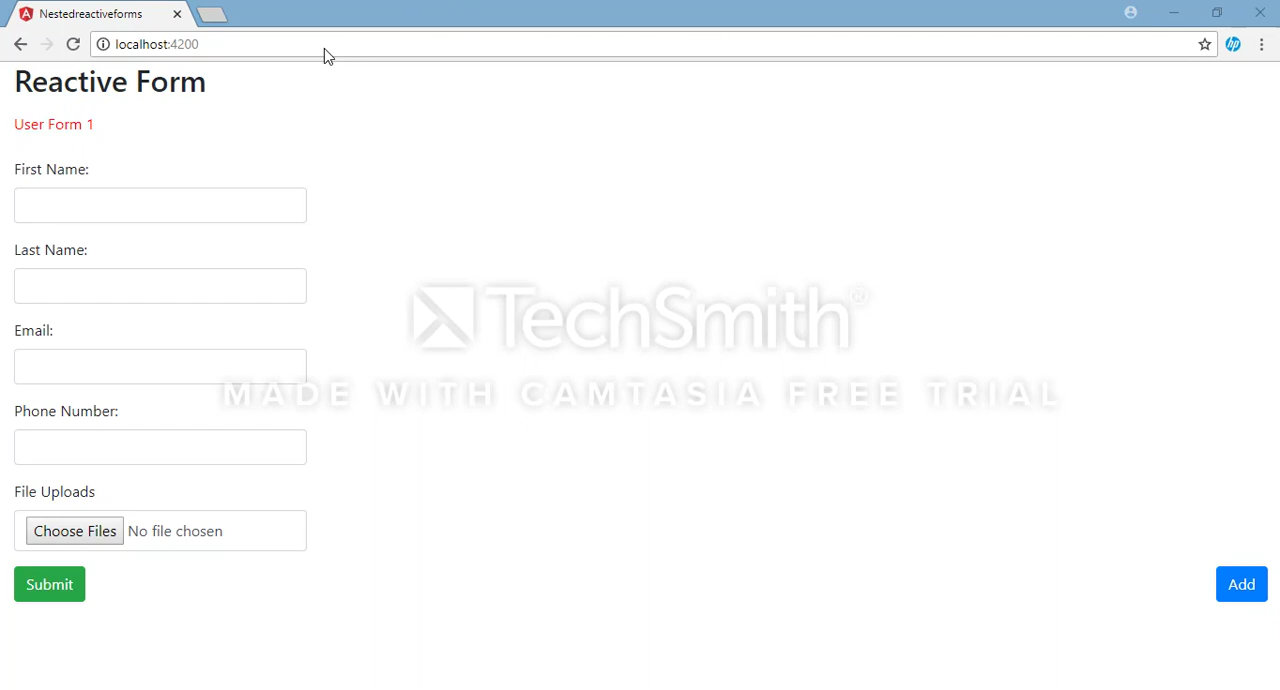 Nestedreactiveforms
localhost:4200
Reactive Form
User Form 1
First Name:
Last Name:
Email:
Phone Number:
File Uploads
Choose Files No file chosen
Submit Add
TechSmith®
MADE WITH CAMTASIA FREE TRIAL
hp